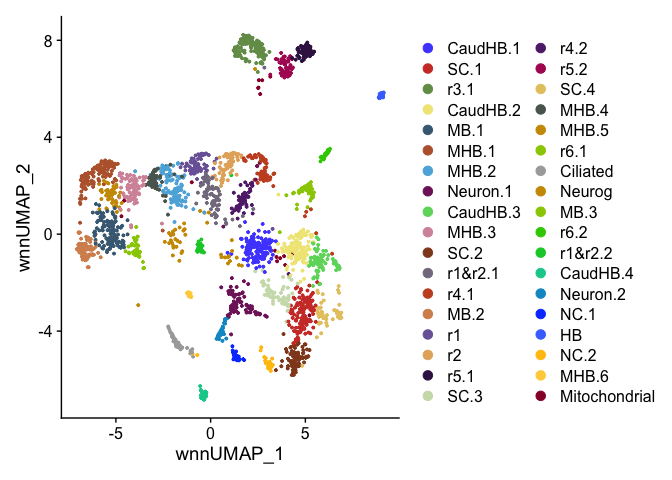 8
4
0
-4
-5
0
5
wnnUMAP_1
wnnUMAP_2
CaudHB.1
SC.1
r3.1
CaudHB.2
MB.1
MHB.1
MHB.2
Neuron.1
CaudHB.3
MHB.3
SC.2
r1&r2.1
r4.1
MB.2
r1
r2
r5.1
SC.3
r4.2
r5.2
SC.4
MHB.4
MHB.5
r6.1
Ciliated
Neurog
MB.3
r6.2
r1&r2.2
CaudHB.4
Neuron.2
NC.1
HB
NC.2
MHB.6
Mitochondrial